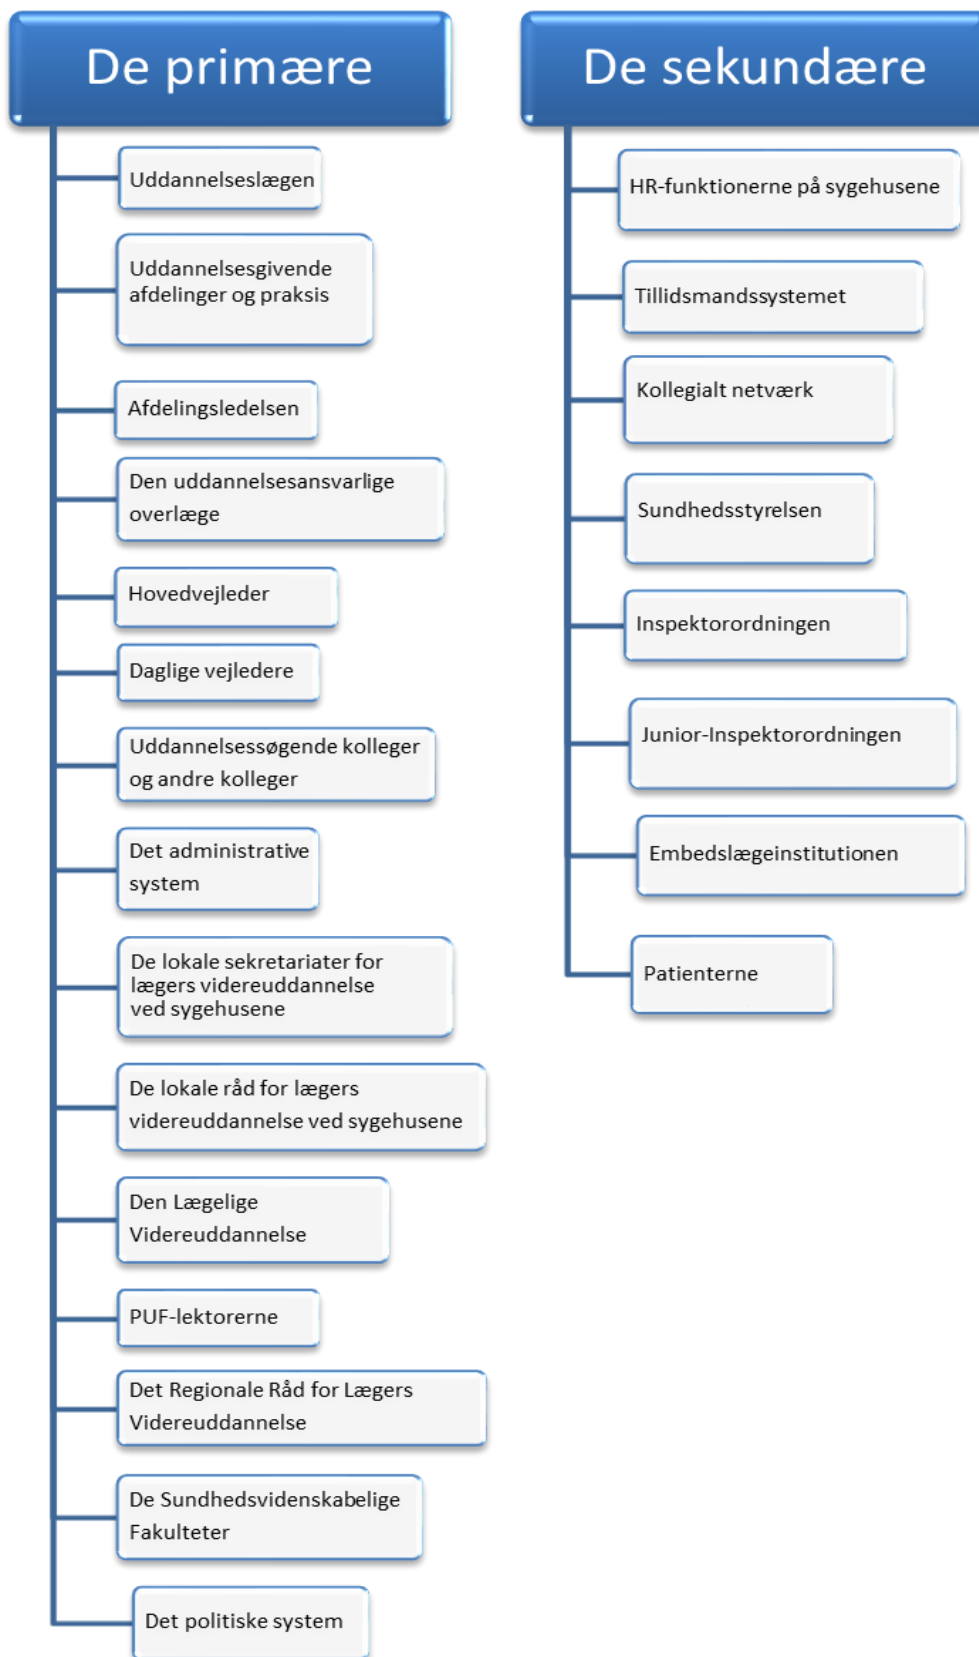 De primære
Uddannelseslægen
Uddannelsesgivende
afdelinger og praksis
Afdelingsledelsen
Den uddannelsesansvarlige
overlæge
Hovedvejleder
Daglige vejledere
Uddannelsessøgende kolleger
og andre kolleger
Det administrative
system
De lokale sekretariater for
lægers videreuddannelse
ved sygehusene
De lokale råd for lægers
videreuddannelse ved sygehusene
Den Lægelige
Videreuddannelse
PUF-lektorerne
Det Regionale Råd for Lægers
Videreuddannelse
De Sundhedsvidenskabelige
Fakulteter
Det politiske system
De sekundære
HR-funktionerne på sygehusene
Tillidsmandssystemet
Kollegialt netværk
Sundhedsstyrelsen
Inspektorordningen
Junior-Inspektorordningen
Embedslægeinstitutionen
Patienterne